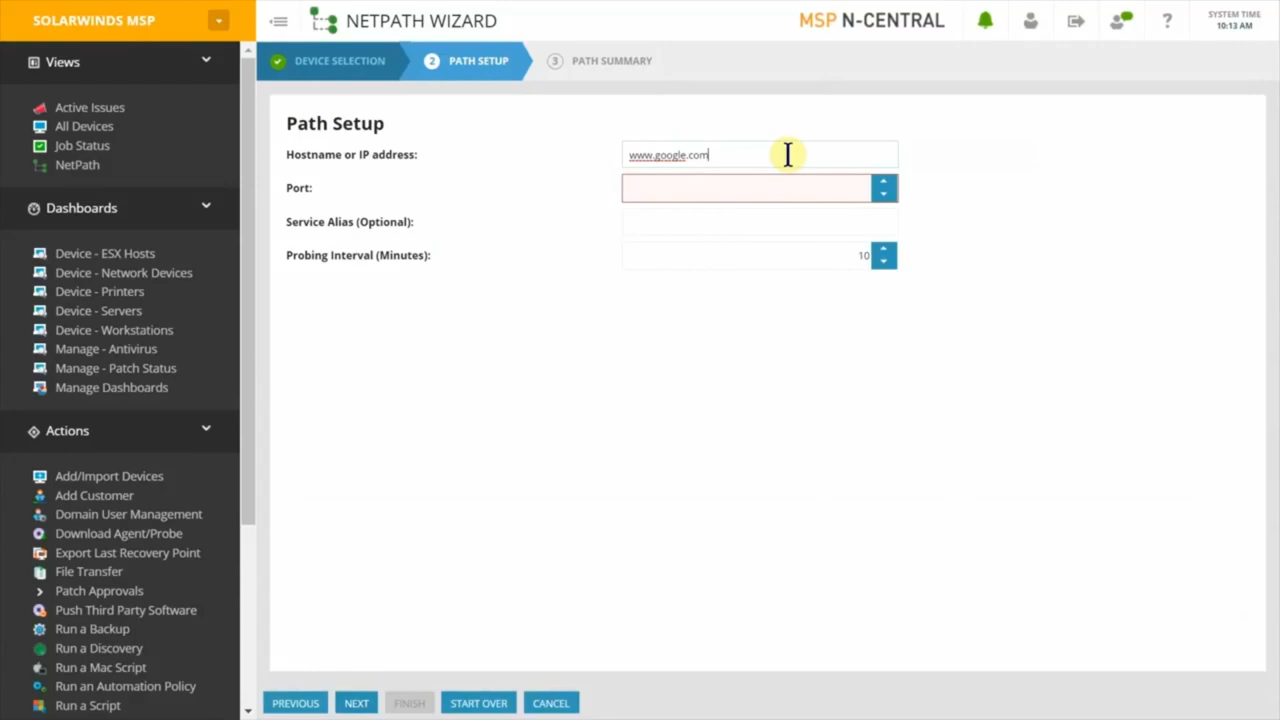 SOLARWINDS MSP
NETPATH WIZARD
MSP N-CENTRAL
?
SYSTEM TIME
10:13 AM
Views
Active Issues
All Devices
Job Status
NetPath
Dashboards
Device - ESX Hosts
Device - Network Devices
Device - Printers
Device - Servers
Device - Workstations
Manage - Antivirus
Manage - Patch Status
Manage Dashboards
Actions
Add/Import Devices
Add Customer
Domain User Management
Download Agent/Probe
Export Last Recovery Point
File Transfer
Patch Approvals
Push Third Party Software
Run a Backup
Run a Discovery
Run a Mac Script
Run an Automation Policy
Run a Script
DEVICE SELECTION
2 PATH SETUP
3 PATH SUMMARY
Path Setup
Hostname or IP address: www.google.com
Port:
Service Alias (Optional):
Probing Interval (Minutes): 10
PREVIOUS NEXT FINISH START OVER CANCEL